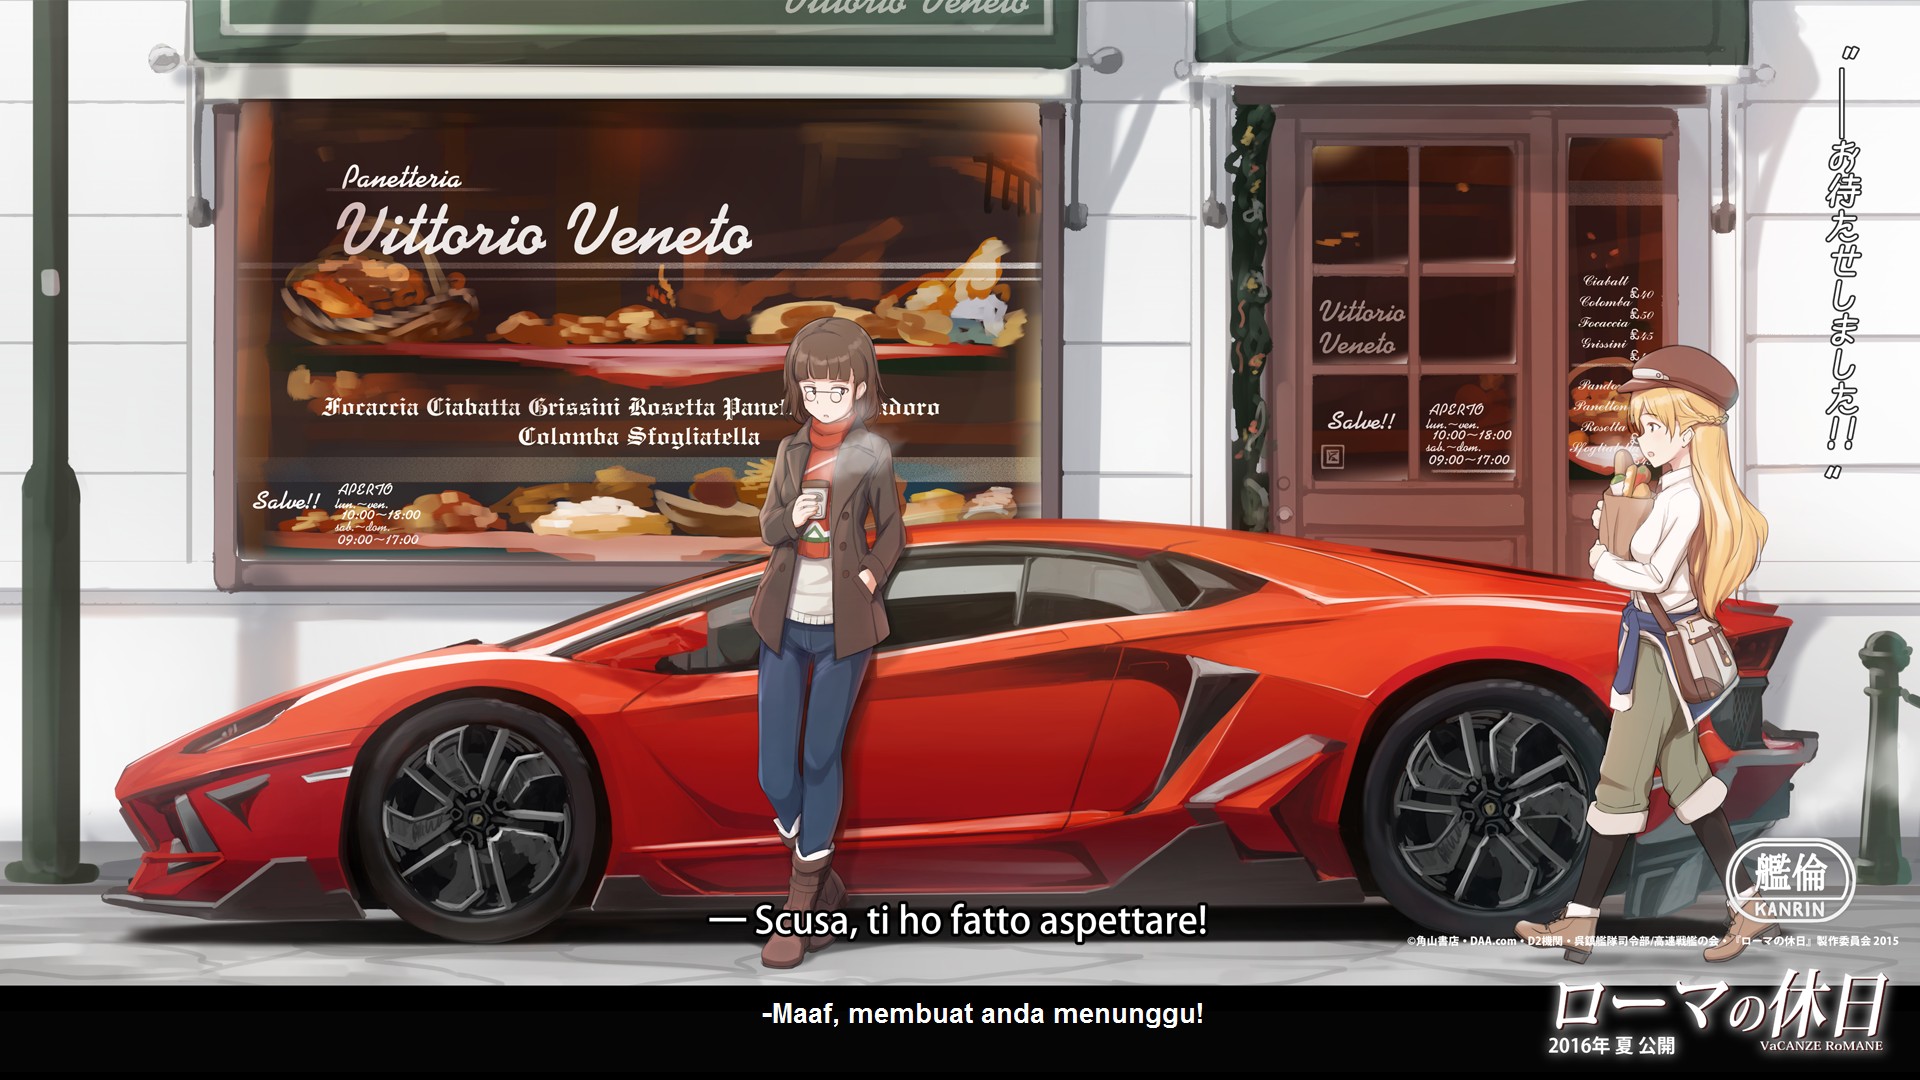 Vittorio Veneto
Panetteria
Vittorio Veneto
Focaccia Ciabatta Grissini Rosetta
Colomba Sfogliatella
Salve!!
APERTO
lun.~ven.
10:00~18:00
sab.~dom.
09:00~17:00
Vittorio
Veneto
Salve!!
APERTO
lun.~ven.
10:00~18:00
sab.~dom.
09:00~17:00
Ciaball
£40
Colomba
£50
Focaccia
£45
Grissini
Rosetta
"――お待たせしました!!"
― Scusa, ti ho fatto aspettare!
-Maaf, membuat anda menunggu!
艦倫
KANRIN
©角山書店・DAA.com・D2機関・呉鎮艦隊司令部/高速戦艦の会・『ローマの休日』製作委員会 2015
ローマの休日
VaCANZE RoMANE
2016年 夏 公開